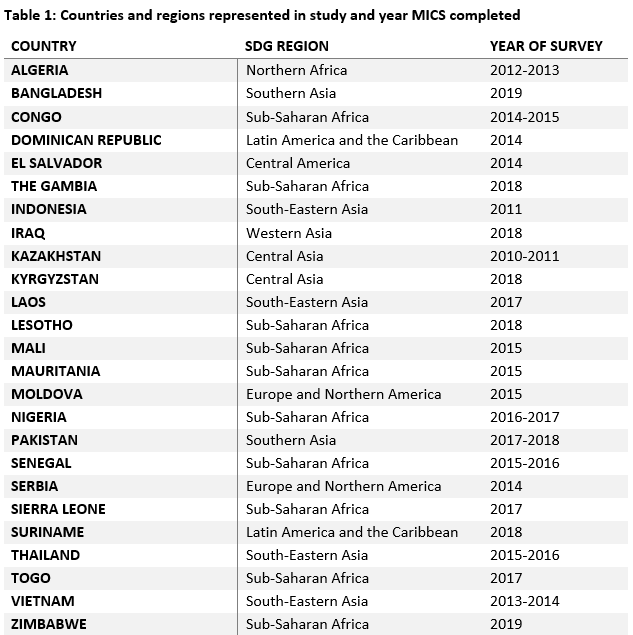 Table 1: Countries and regions represented in study and year MICS completed
COUNTRY SDG REGION YEAR OF SURVEY
ALGERIA Northern Africa 2012-2013
BANGLADESH Southern Asia 2019
CONGO Sub-Saharan Africa 2014-2015
DOMINICAN REPUBLIC Latin America and the Caribbean 2014
EL SALVADOR Central America 2014
THE GAMBIA Sub-Saharan Africa 2018
INDONESIA South-Eastern Asia 2011
IRAQ Western Asia 2018
KAZAKHSTAN Central Asia 2010-2011
KYRGYZSTAN Central Asia 2018
LAOS South-Eastern Asia 2017
LESOTHO Sub-Saharan Africa 2018
MALI Sub-Saharan Africa 2015
MAURITANIA Sub-Saharan Africa 2015
MOLDOVA Europe and Northern America 2015
NIGERIA Sub-Saharan Africa 2016-2017
PAKISTAN Southern Asia 2017-2018
SENEGAL Sub-Saharan Africa 2015-2016
SERBIA Europe and Northern America 2014
SIERRA LEONE Sub-Saharan Africa 2017
SURINAME Latin America and the Caribbean 2018
THAILAND South-Eastern Asia 2015-2016
TOGO Sub-Saharan Africa 2017
VIETNAM South-Eastern Asia 2013-2014
ZIMBABWE Sub-Saharan Africa 2019